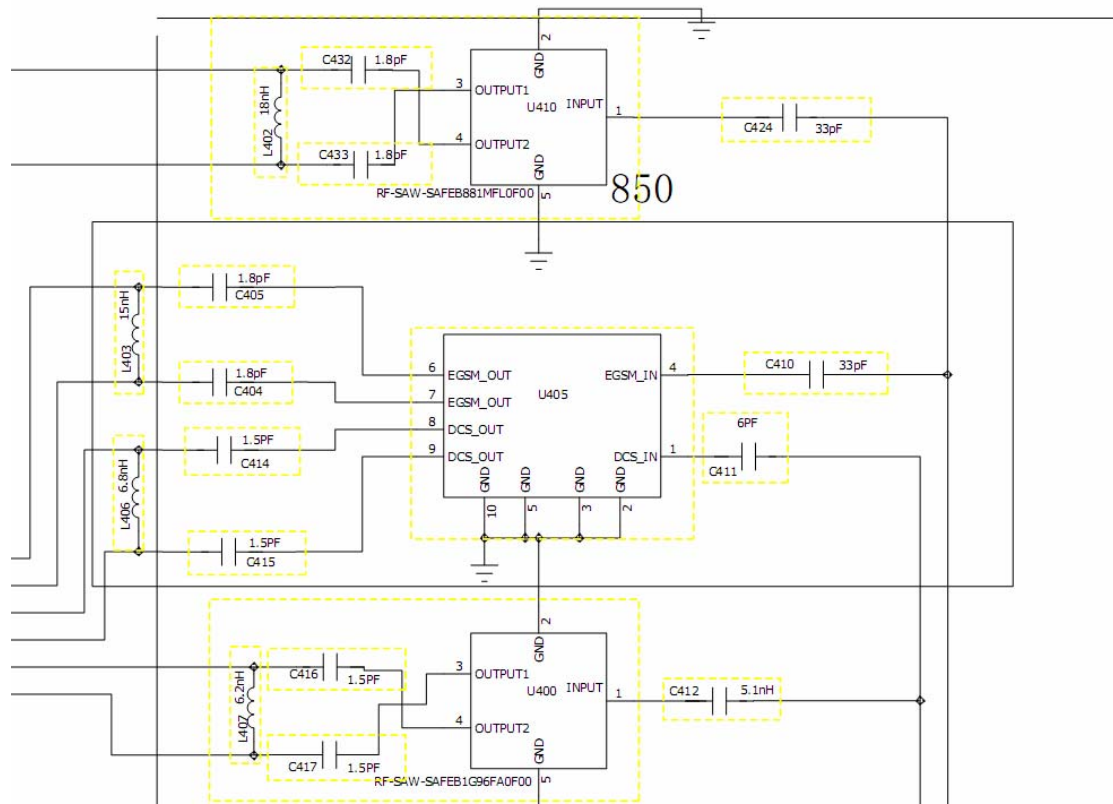 2
GND
C432 1.8pF
3 OUTPUT1
U410
INPUT 1
18nH
L402
C424 33pF
4 OUTPUT2
C433 1.8pF
GND
RF-SAW-SAFEB881MFL0F00
5
850
1.8pF
C405
15nH
L403
1.8pF
C404
6 EGSM_OUT
EGSM_IN 4
C410 33pF
U405
7 EGSM_OUT
6PF
8 DCS_OUT
1.5PF
C414
9 DCS_OUT
DCS_IN 1
C411
6.8nH
L406
GND GND GND GND
10 5 3 2
1.5PF
C415
2
GND
C416 1.5PF
3 OUTPUT1
U400
INPUT 1
C412 5.1nH
6.2nH
L407
4 OUTPUT2
GND
C417 1.5PF
RF-SAW-SAFEB1G96FA0F00
5